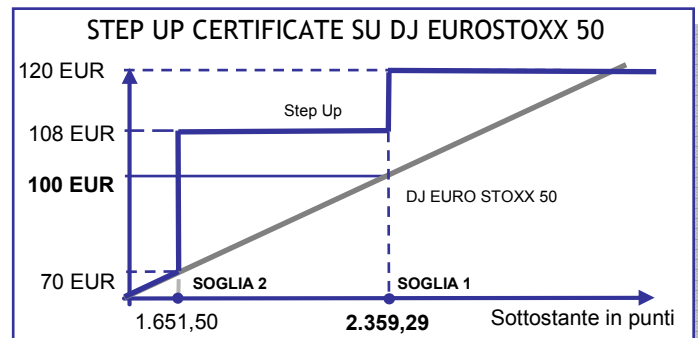 STEP UP CERTIFICATE SU DJ EUROSTOXX 50
120 EUR
Step Up
108 EUR
100 EUR
DJ EURO STOXX 50
70 EUR
SOGLIA 2
SOGLIA 1
1.651,50
2.359,29
Sottostante in punti